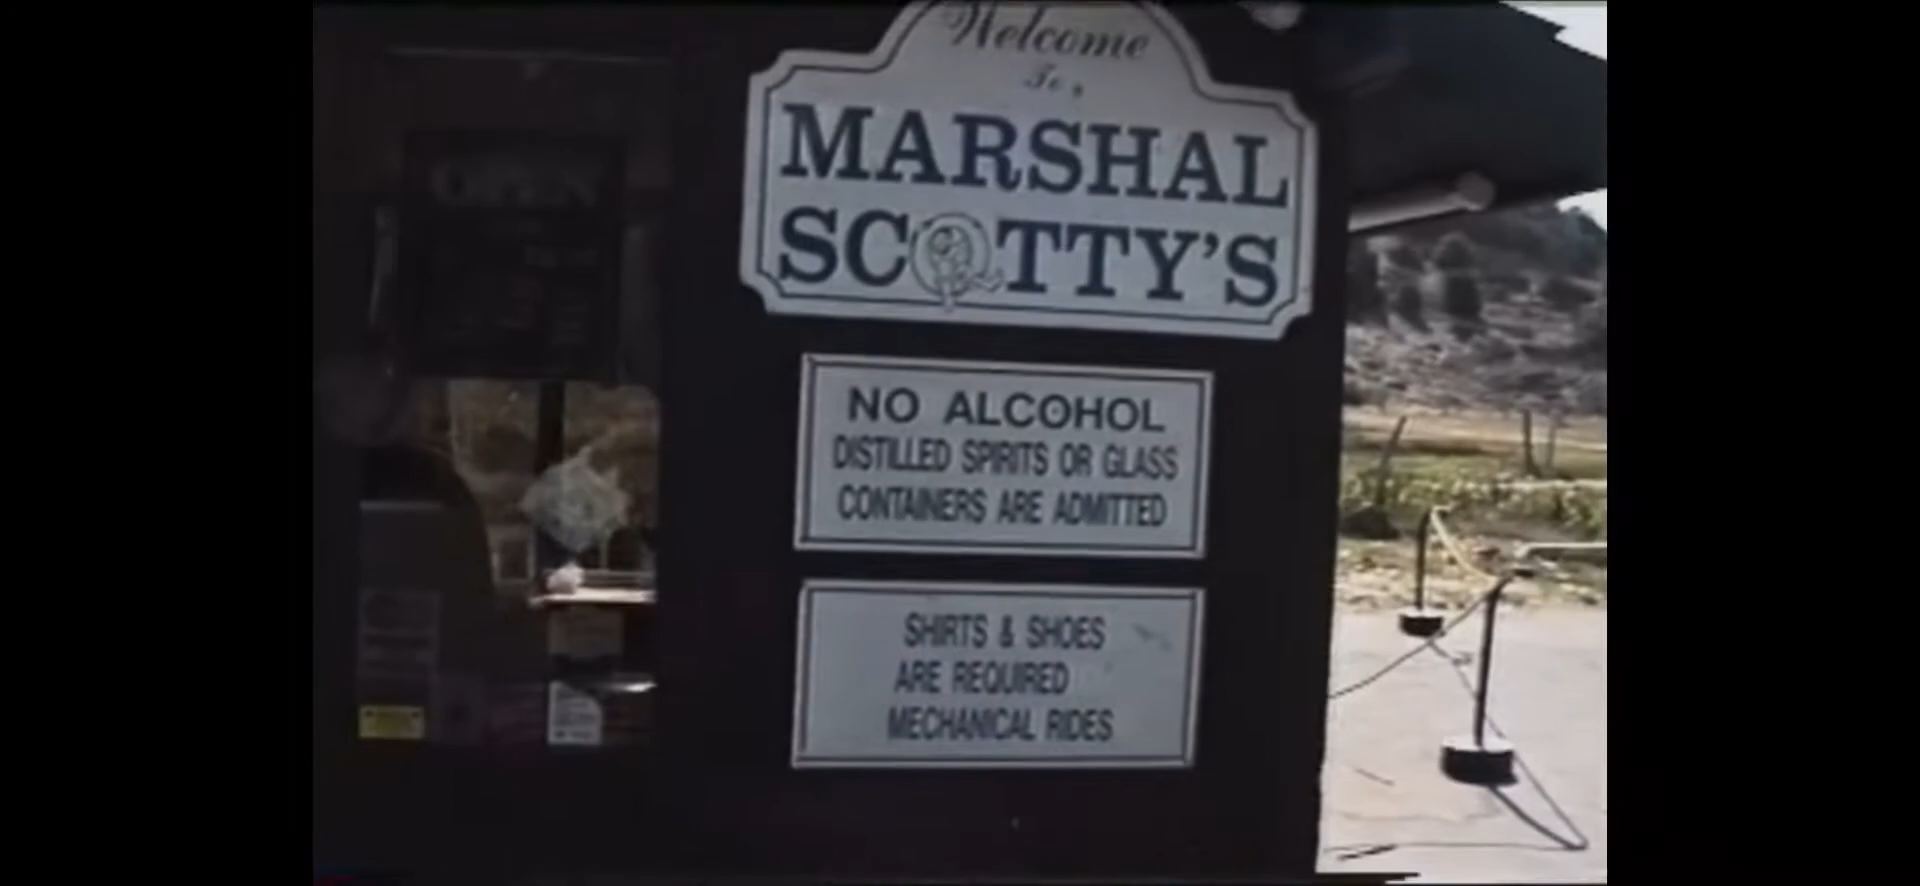 OPEN
Welcome
To
MARSHAL
SCOTTY'S
NO ALCOHOL
DISTILLED SPIRITS OR GLASS
CONTAINERS ARE ADMITTED
SHIRTS & SHOES
ARE REQUIRED
MECHANICAL RIDES